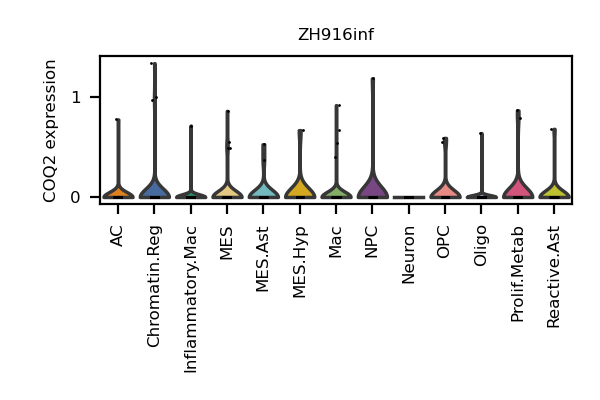 ZH916inf
COQ2 expression
1
0
AC
Chromatin.Reg
Inflammatory.Mac
MES
MES.Ast
MES.Hyp
Mac
NPC
Neuron
OPC
Oligo
Prolif.Metab
Reactive.Ast